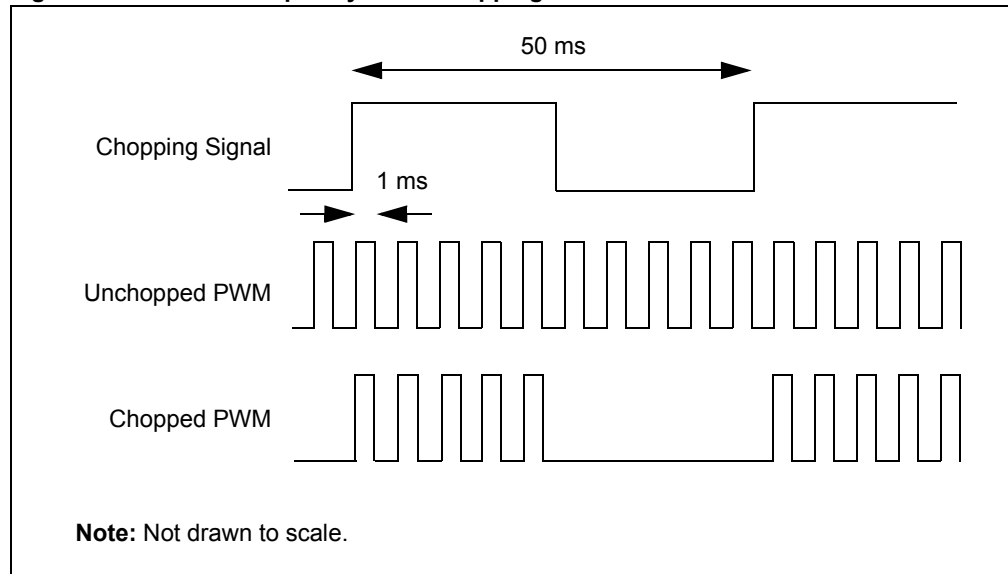 50 ms
Chopping Signal
1 ms
Unchopped PWM
Chopped PWM
Note: Not drawn to scale.